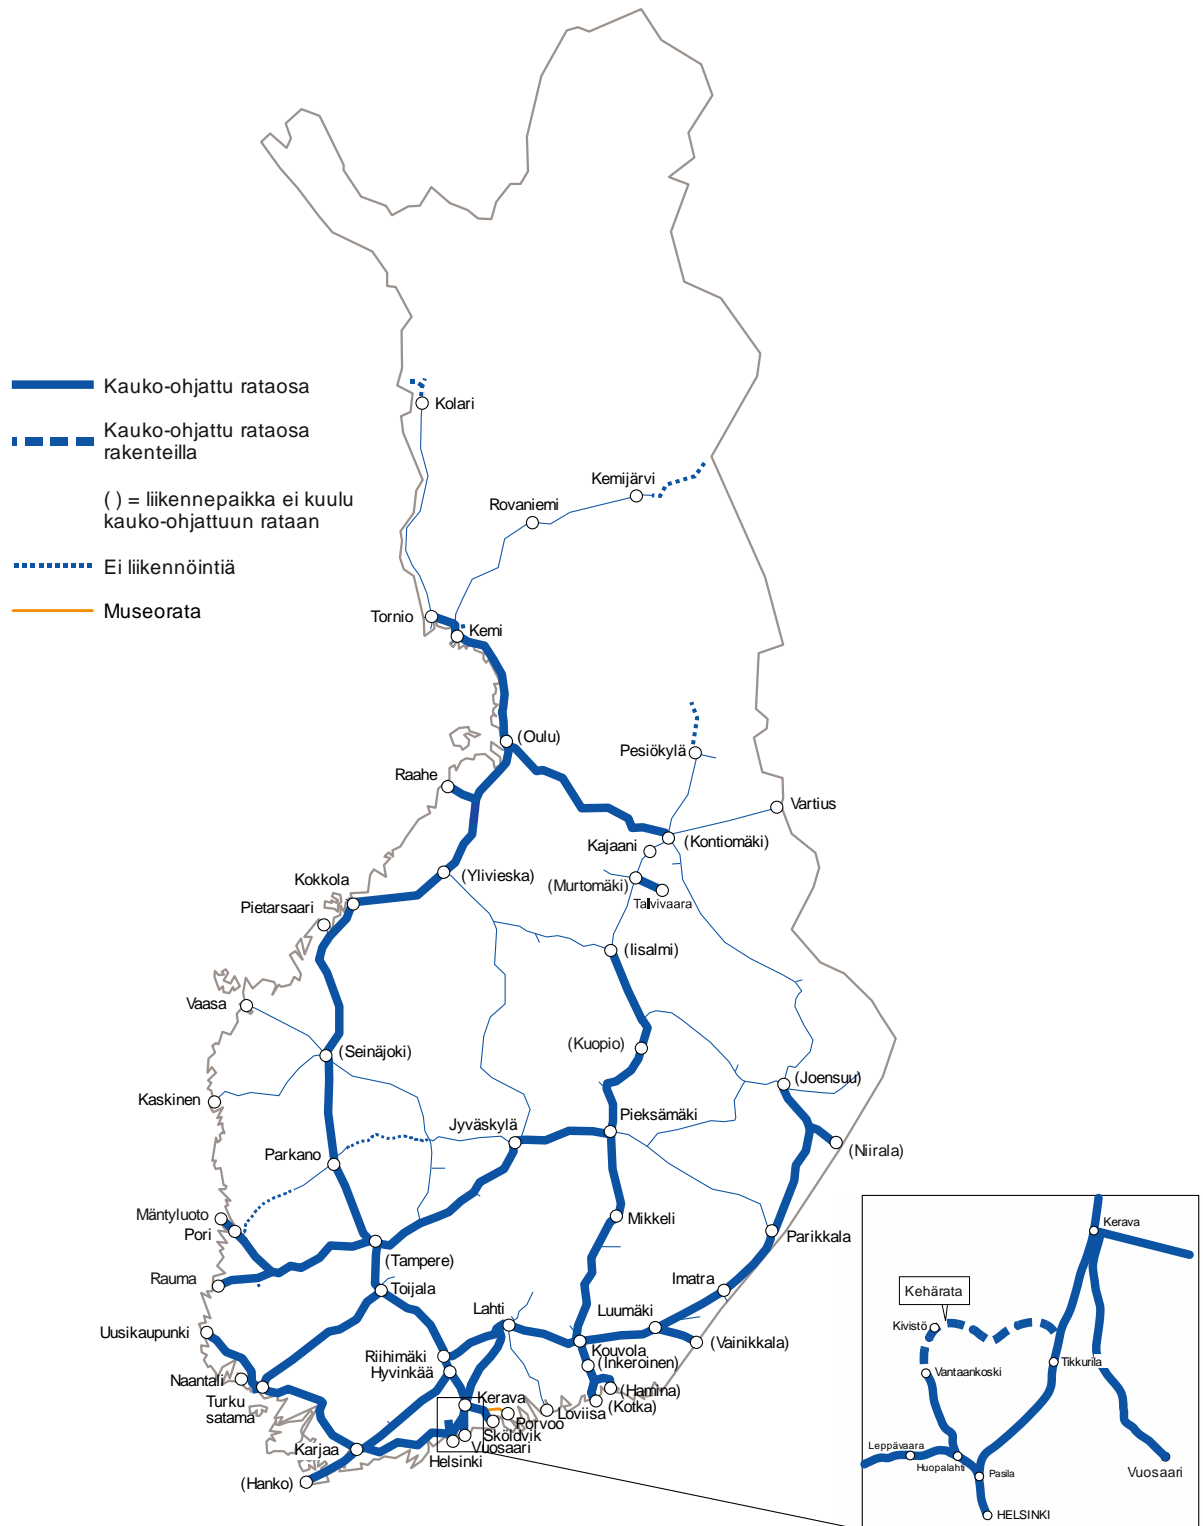 Kauko-ohjattu rataosa
Kauko-ohjattu rataosa
rakenteilla
( ) = liikennepaikka ei kuulu
kauko-ohjattuun rataan
Ei liikennöintiä
Museorata
Kolari
Kemijärvi
Rovaniemi
Tornio
Kemi
(Oulu)
Pesiökylä
Raahe
Vartius
Kajaani
(Kontiomäki)
(Ylivieska)
(Murtomäki)
Talvivaara
Kokkola
Pietarsaari
(Iisalmi)
Vaasa
(Kuopio)
(Seinäjoki)
(Joensuu)
Kaskinen
Jyväskylä
Pieksämäki
(Niirala)
Parkano
Mäntyluoto
Pori
Mikkeli
Parikkala
(Tampere)
Rauma
Toijala
Imatra
Lahti
Luumäki
Uusikaupunki
Kouvola
(Vainikkala)
Riihimäki
Hyvinkää
(Inkeroinen)
Naantali
Turku
satama
Kerava
(Hamina)
(Kotka)
Porvoo
Loviisa
Sköldvik
Vuosaari
Karjaa
Helsinki
(Hanko)
Kerava
Kehärata
Kivistö
Tikkurila
Vantaankoski
Leppävaara
Huopalahti
Pasila
Vuosaari
HELSINKI